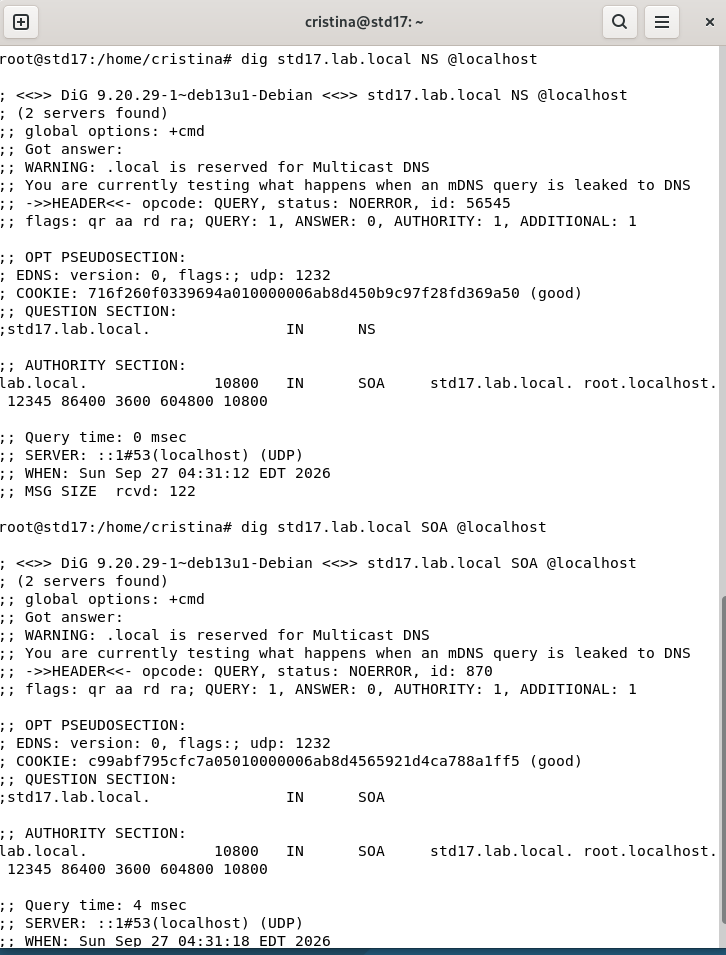 cristina@std17: ~
root@std17:/home/cristina# dig std17.lab.local NS @localhost
; <<>> DiG 9.20.29-1~deb13u1-Debian <<>> std17.lab.local NS @localhost
; (2 servers found)
;; global options: +cmd
;; Got answer:
;; WARNING: .local is reserved for Multicast DNS
;; You are currently testing what happens when an mDNS query is leaked to DNS
;; ->>HEADER<<- opcode: QUERY, status: NOERROR, id: 56545
;; flags: qr aa rd ra; QUERY: 1, ANSWER: 0, AUTHORITY: 1, ADDITIONAL: 1
;; OPT PSEUDOSECTION:
; EDNS: version: 0, flags:; udp: 1232
; COOKIE: 716f260f0339694a010000006ab8d450b9c97f28fd369a50 (good)
;; QUESTION SECTION:
;std17.lab.local. IN NS
;; AUTHORITY SECTION:
lab.local. 10800 IN SOA std17.lab.local. root.localhost.
12345 86400 3600 604800 10800
;; Query time: 0 msec
;; SERVER: ::1#53(localhost) (UDP)
;; WHEN: Sun Sep 27 04:31:12 EDT 2026
;; MSG SIZE rcvd: 122
root@std17:/home/cristina# dig std17.lab.local SOA @localhost
; <<>> DiG 9.20.29-1~deb13u1-Debian <<>> std17.lab.local SOA @localhost
; (2 servers found)
;; global options: +cmd
;; Got answer:
;; WARNING: .local is reserved for Multicast DNS
;; You are currently testing what happens when an mDNS query is leaked to DNS
;; ->>HEADER<<- opcode: QUERY, status: NOERROR, id: 870
;; flags: qr aa rd ra; QUERY: 1, ANSWER: 0, AUTHORITY: 1, ADDITIONAL: 1
;; OPT PSEUDOSECTION:
; EDNS: version: 0, flags:; udp: 1232
; COOKIE: c99abf795cfc7a05010000006ab8d4565921d4ca788a1ff5 (good)
;; QUESTION SECTION:
;std17.lab.local. IN SOA
;; AUTHORITY SECTION:
lab.local. 10800 IN SOA std17.lab.local. root.localhost.
12345 86400 3600 604800 10800
;; Query time: 4 msec
;; SERVER: ::1#53(localhost) (UDP)
;; WHEN: Sun Sep 27 04:31:18 EDT 2026